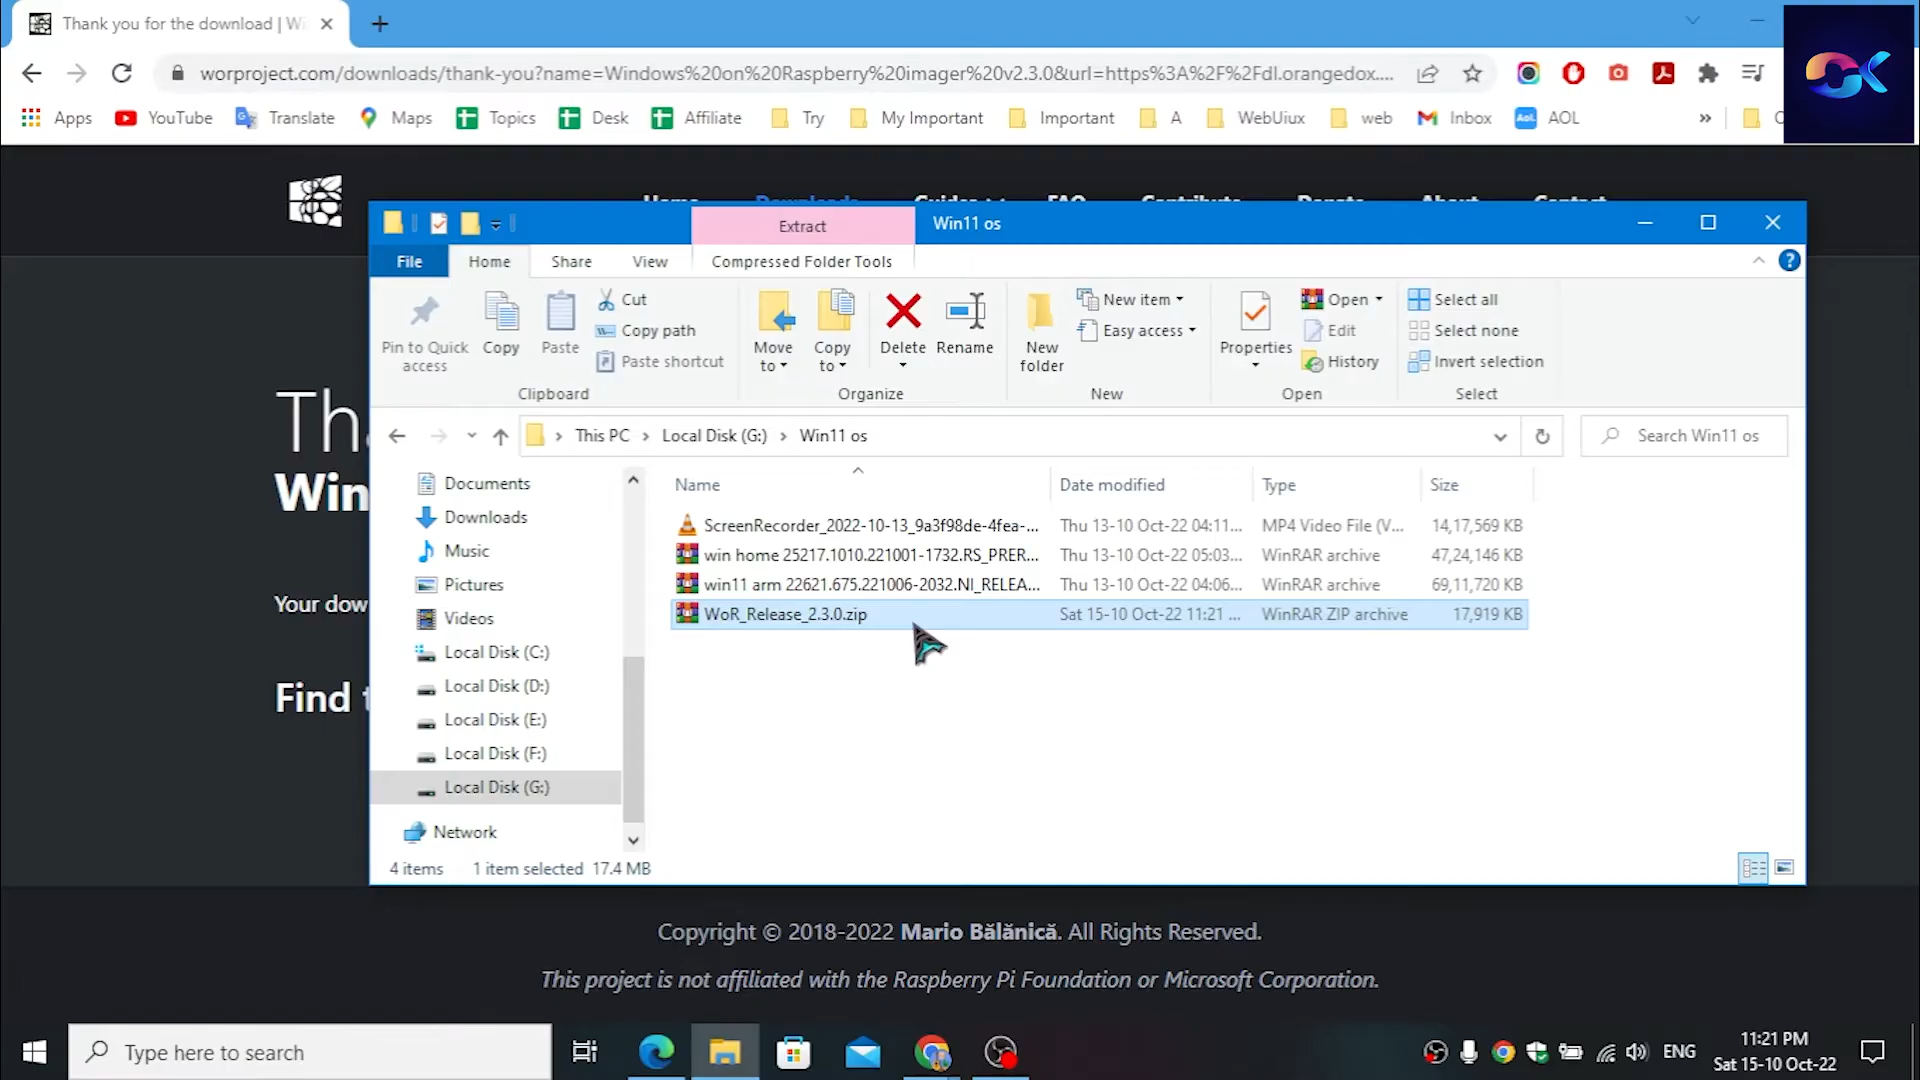 Thank you for the download | Wi
worproject.com/downloads/thank-you?name=Windows%20on%20Raspberry%20imager%20v2.3.0&url=https%3A%2F%2Fdl.orangedox....
Apps YouTube Translate Maps Topics Desk Affiliate Try My Important Important A WebUiux web Inbox AOL »
Home Downloads Guides FAQ Contribute Donate About Contact
Extract Win11 os
File Home Share View Compressed Folder Tools
Pin to Quick access
Copy
Paste
Cut
Copy path
Paste shortcut
Move to
Copy to
Delete
Rename
New folder
New item
Easy access
Properties
Open
Edit
History
Select all
Select none
Invert selection
Clipboard Organize New Open Select
This PC > Local Disk (G:) > Win11 os
Search Win11 os
Name Date modified Type Size
ScreenRecorder_2022-10-13_9a3f98de-4fea-... Thu 13-10 Oct-22 04:11... MP4 Video File (V... 14,17,569 KB
win home 25217.1010.221001-1732.RS_PRER... Thu 13-10 Oct-22 05:03... WinRAR archive 47,24,146 KB
win11 arm 22621.675.221006-2032.NI_RELEA... Thu 13-10 Oct-22 04:06... WinRAR archive 69,11,720 KB
WoR_Release_2.3.0.zip Sat 15-10 Oct-22 11:21 ... WinRAR ZIP archive 17,919 KB
Documents
Downloads
Music
Pictures
Videos
Local Disk (C:)
Local Disk (D:)
Local Disk (E:)
Local Disk (F:)
Local Disk (G:)
Network
4 items 1 item selected 17.4 MB
Th
Win
Your dow
Find t
Copyright © 2018-2022 Mario Bălănică. All Rights Reserved.
This project is not affiliated with the Raspberry Pi Foundation or Microsoft Corporation.
Type here to search
ENG
11:21 PM
Sat 15-10 Oct-22